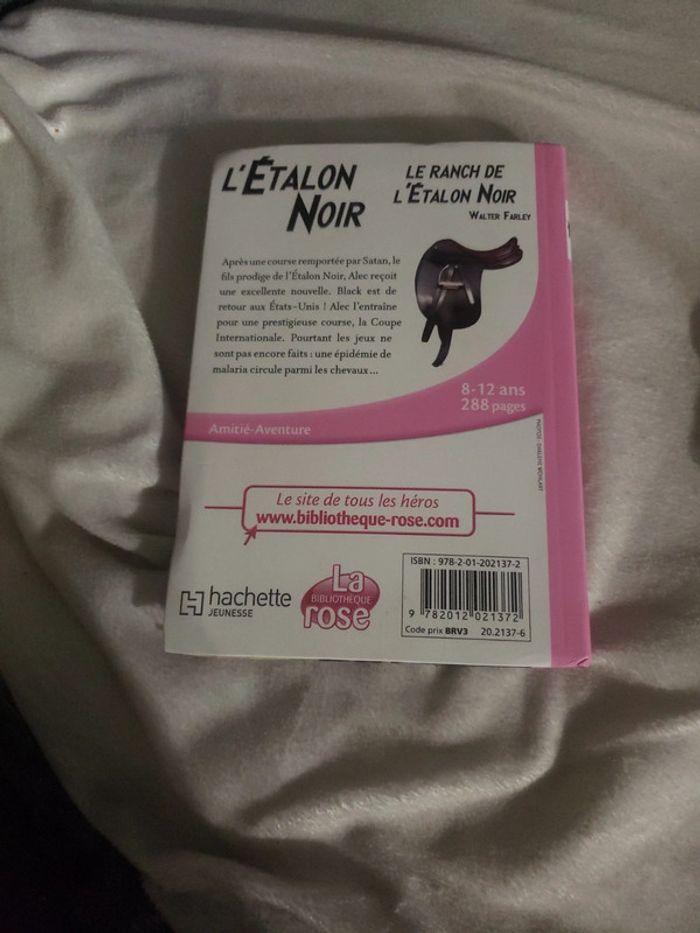 L'ÉTALON
NOIR
LE RANCH DE
L'ÉTALON NOIR
WALTER FARLEY
Après une course remportée par Satan, le
fils prodige de l'Étalon Noir, Alec reçoit
une excellente nouvelle. Black est de
retour aux États-Unis ! Alec l'entraîne
pour une prestigieuse course, la Coupe
Internationale. Pourtant les jeux ne
sont pas encore faits : une épidémie de
malaria circule parmi les chevaux...
8-12 ans
288 pages
Amitié-Aventure
Le site de tous les héros
www.bibliotheque-rose.com
hachette
JEUNESSE
La
BIBLIOTHÈQUE
rose
ISBN : 978-2-01-202137-2
9 782012 021372
Code prix BRV3 20.2137-6